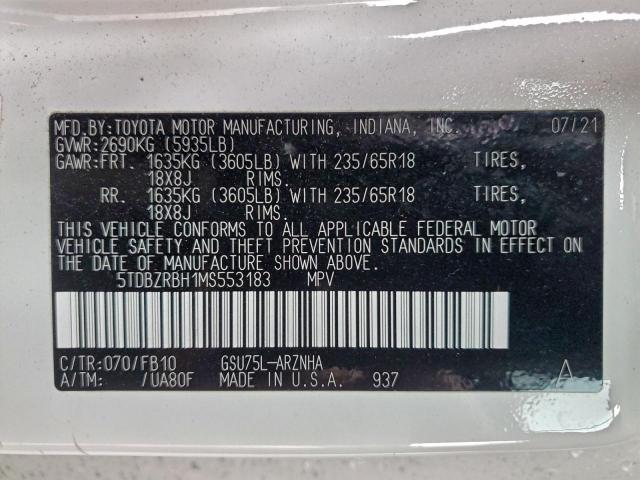 MFD.BY:TOYOTA MOTOR MANUFACTURING, INDIANA, INC. 07/21
GVWR:2690KG (5935LB)
GAWR:FRT. 1635KG (3605LB) WITH 235/65R18 TIRES,
18X8J RIMS.
RR. 1635KG (3605LB) WITH 235/65R18 TIRES,
18X8J RIMS.
THIS VEHICLE CONFORMS TO ALL APPLICABLE FEDERAL MOTOR
VEHICLE SAFETY AND THEFT PREVENTION STANDARDS IN EFFECT ON
THE DATE OF MANUFACTURE SHOWN ABOVE.
5TDBZRBH1MS553183 MPV
C/TR:070/FB10 GSU75L-ARZNHA A
A/TM: /UA80F MADE IN U.S.A. 937